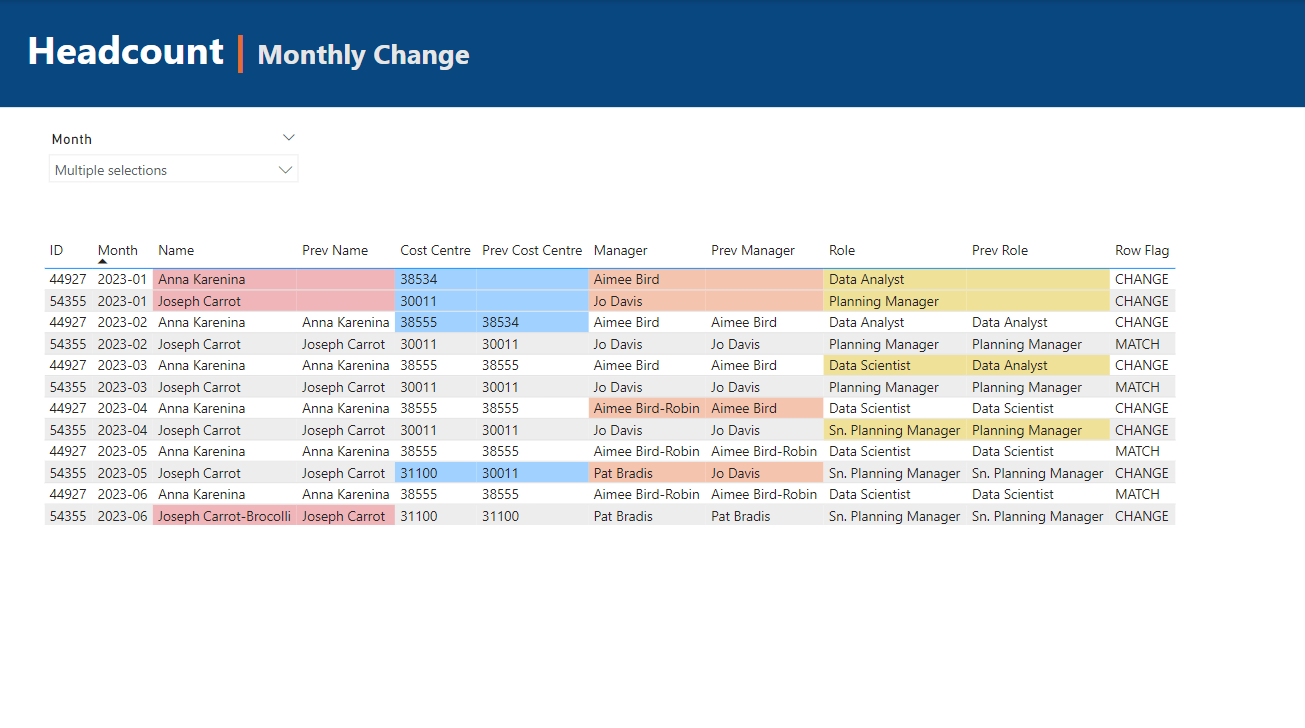 Headcount | Monthly Change
Month
Multiple selections
ID Month Name Prev Name Cost Centre Prev Cost Centre Manager Prev Manager Role Prev Role Row Flag
44927 2023-01 Anna Karenina 38534 Aimee Bird Data Analyst CHANGE
54355 2023-01 Joseph Carrot 30011 Jo Davis Planning Manager CHANGE
44927 2023-02 Anna Karenina Anna Karenina 38555 38534 Aimee Bird Aimee Bird Data Analyst Data Analyst CHANGE
54355 2023-02 Joseph Carrot Joseph Carrot 30011 30011 Jo Davis Jo Davis Planning Manager Planning Manager MATCH
44927 2023-03 Anna Karenina Anna Karenina 38555 38555 Aimee Bird Aimee Bird Data Scientist Data Analyst CHANGE
54355 2023-03 Joseph Carrot Joseph Carrot 30011 30011 Jo Davis Jo Davis Planning Manager Planning Manager MATCH
44927 2023-04 Anna Karenina Anna Karenina 38555 38555 Aimee Bird-Robin Aimee Bird Data Scientist Data Scientist CHANGE
54355 2023-04 Joseph Carrot Joseph Carrot 30011 30011 Jo Davis Jo Davis Sn. Planning Manager Planning Manager CHANGE
44927 2023-05 Anna Karenina Anna Karenina 38555 38555 Aimee Bird-Robin Aimee Bird-Robin Data Scientist Data Scientist MATCH
54355 2023-05 Joseph Carrot Joseph Carrot 31100 30011 Pat Bradis Jo Davis Sn. Planning Manager Sn. Planning Manager CHANGE
44927 2023-06 Anna Karenina Anna Karenina 38555 38555 Aimee Bird-Robin Aimee Bird-Robin Data Scientist Data Scientist MATCH
54355 2023-06 Joseph Carrot-Brocolli Joseph Carrot 31100 31100 Pat Bradis Pat Bradis Sn. Planning Manager Sn. Planning Manager CHANGE